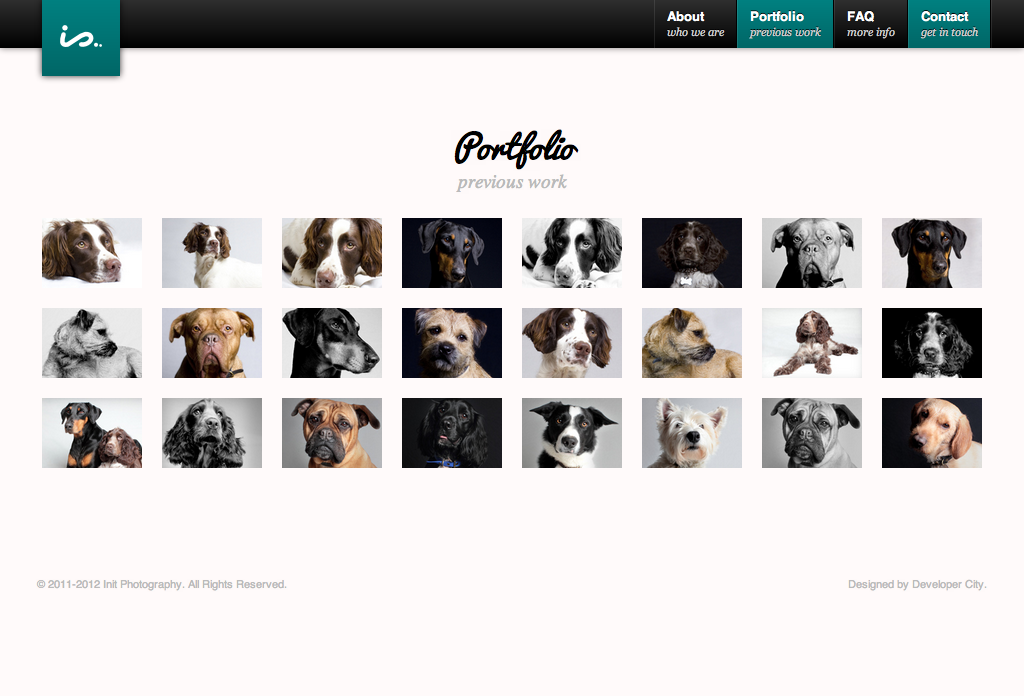 is..
About
who we are
Portfolio
previous work
FAQ
more info
Contact
get in touch
Portfolio
previous work
© 2011-2012 Init Photography. All Rights Reserved.
Designed by Developer City.